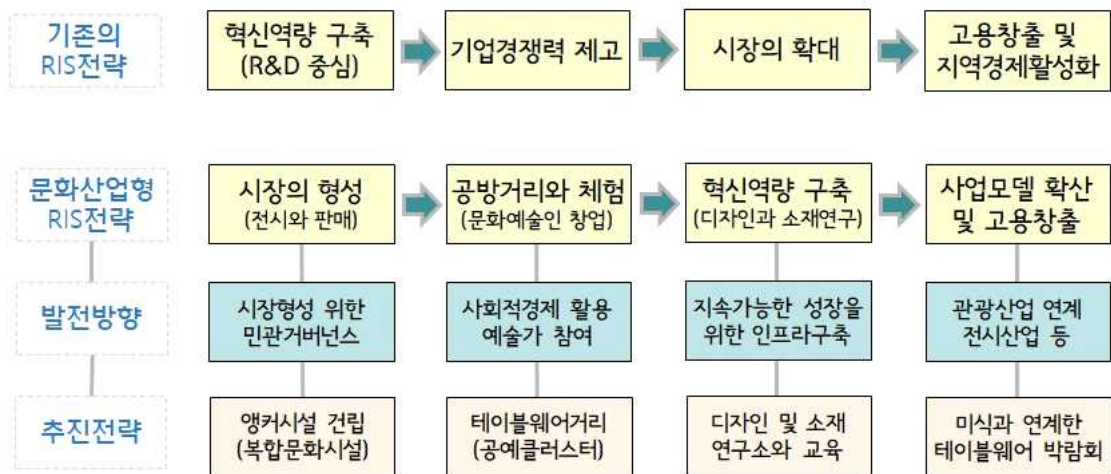 기존의
RIS전략
혁신역량 구축
(R&D 중심)
기업경쟁력 제고
시장의 확대
고용창출 및
지역경제활성화
문화산업형
RIS전략
시장의 형성
(전시와 판매)
공방거리와 체험
(문화예술인 창업)
혁신역량 구축
(디자인과 소재연구)
사업모델 확산
및 고용창출
발전방향
시장형성 위한
민관거버넌스
사회적경제 활용
예술가 참여
지속가능한 성장을
위한 인프라구축
관광산업 연계
전시산업 등
추진전략
앵커시설 건립
(복합문화시설)
테이블웨어거리
(공예클러스터)
디자인 및 소재
연구소와 교육
미식과 연계한
테이블웨어 박람회